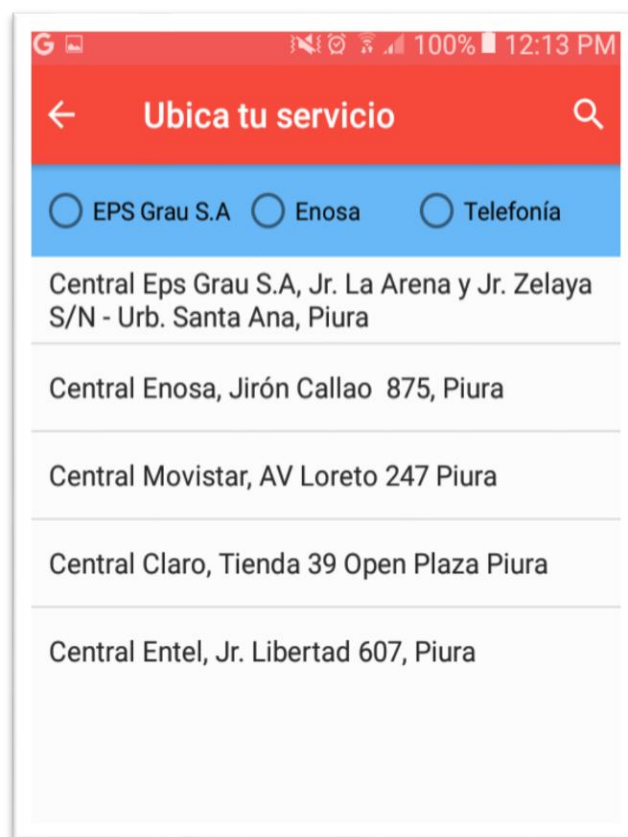 G 100% 12:13 PM
Ubica tu servicio
EPS Grau S.A Enosa Telefonía
Central Eps Grau S.A, Jr. La Arena y Jr. Zelaya
S/N - Urb. Santa Ana, Piura
Central Enosa, Jirón Callao 875, Piura
Central Movistar, AV Loreto 247 Piura
Central Claro, Tienda 39 Open Plaza Piura
Central Entel, Jr. Libertad 607, Piura